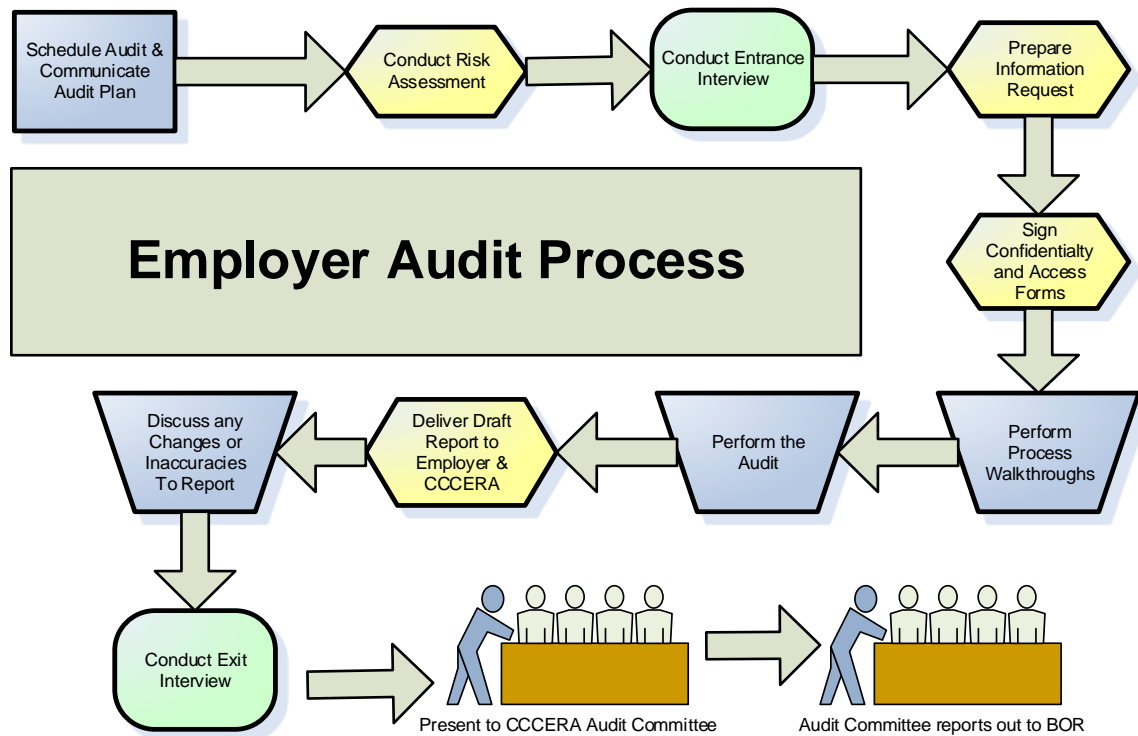 Schedule Audit &
Communicate
Audit Plan
Conduct Risk
Assessment
Conduct Entrance
Interview
Prepare
Information
Request
Employer Audit Process
Sign
Confidentialty
and Access
Forms
Perform
Process
Walkthroughs
Perform the
Audit
Deliver Draft
Report to
Employer &
CCCERA
Discuss any
Changes or
Inaccuracies
To Report
Conduct Exit
Interview
Present to CCCERA Audit Committee
Audit Committee reports out to BOR